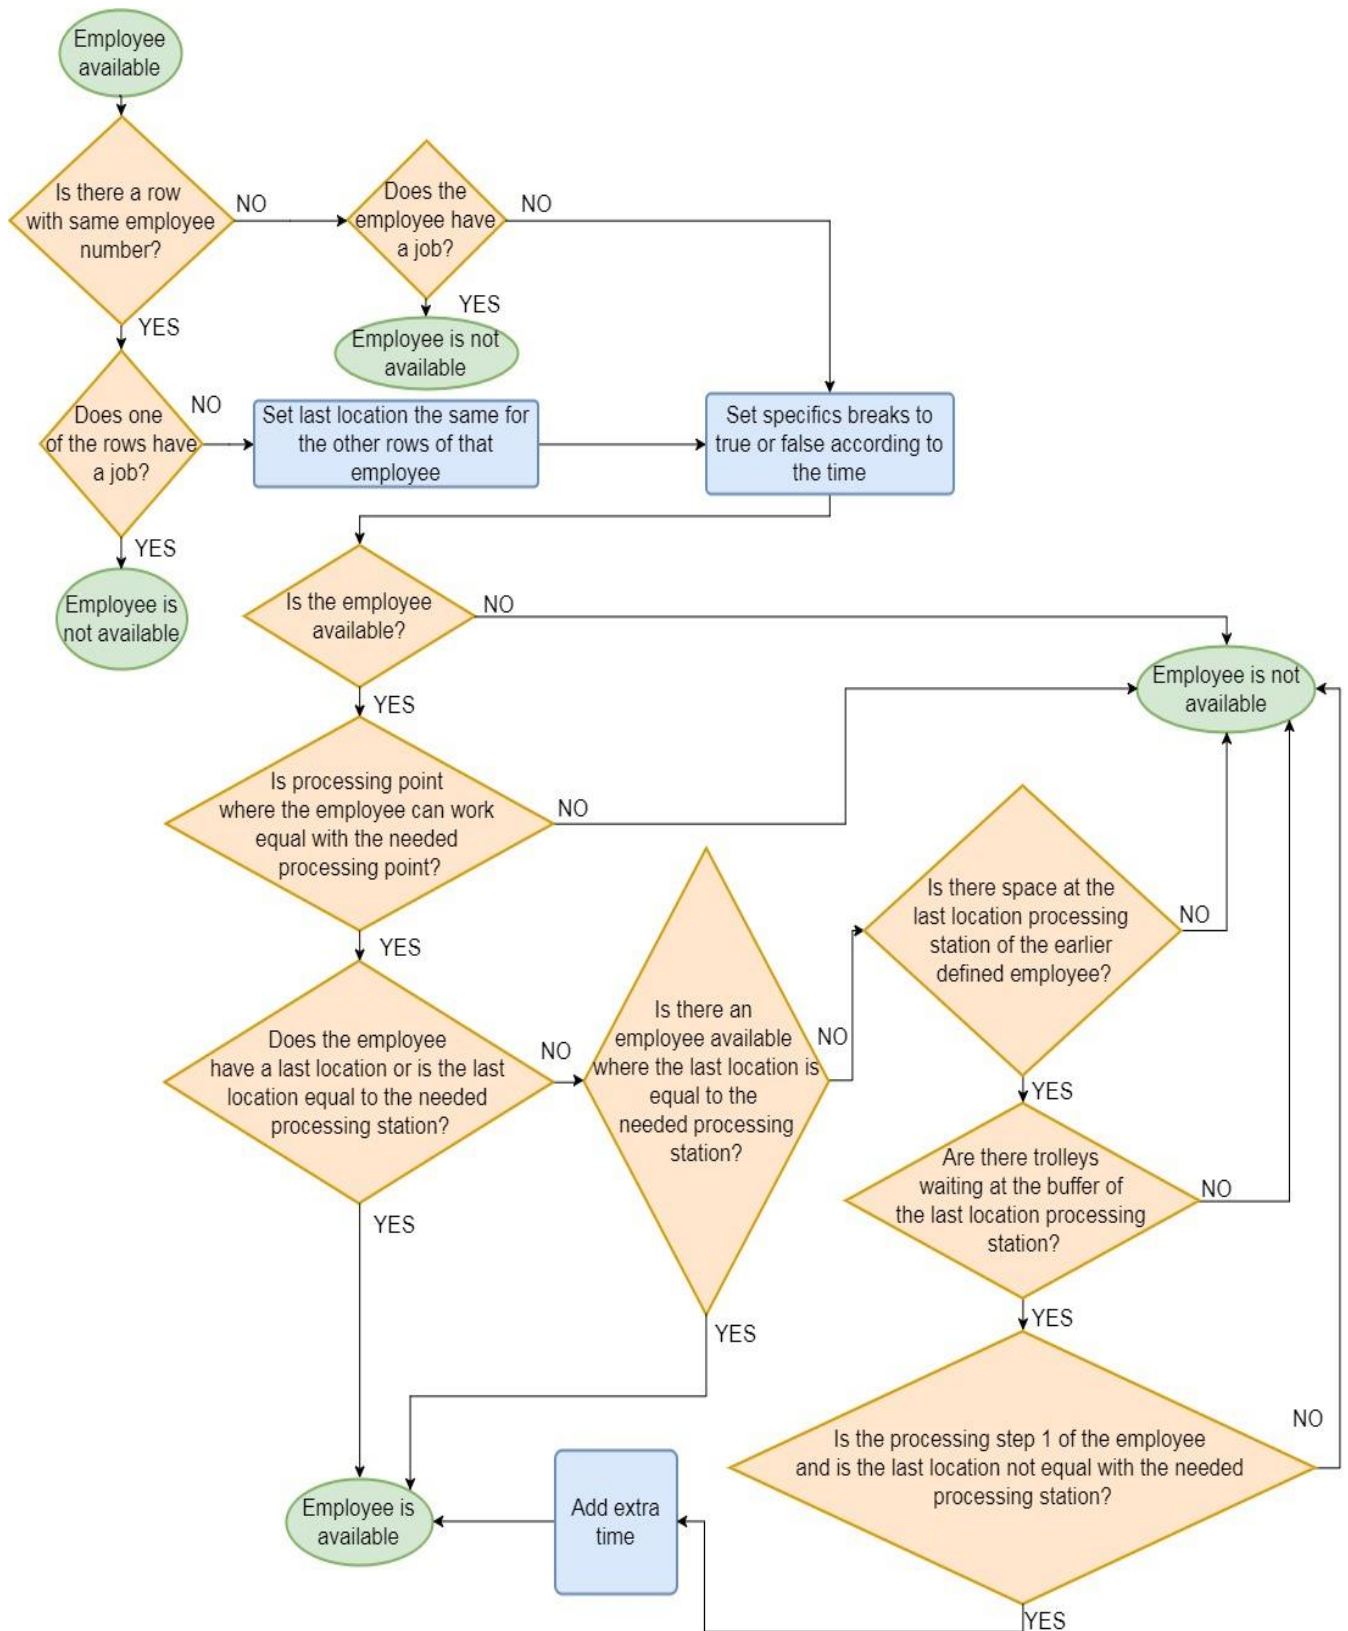 Employee
available
Is there a row
with same employee
number?
NO
Does the
employee have
a job?
NO
YES
Employee is not
available
YES
Does one
of the rows have
a job?
NO
Set last location the same for
the other rows of that
employee
Set specifics breaks to
true or false according to
the time
YES
Employee is
not available
Is the employee
available?
NO
Employee is not
available
YES
Is processing point
where the employee can work
equal with the needed
processing point?
NO
YES
Does the employee
have a last location or is the last
location equal to the needed
processing station?
NO
Is there an
employee available
where the last location is
equal to the
needed processing
station?
NO
Is there space at the
last location processing
station of the earlier
defined employee?
NO
YES
Are there trolleys
waiting at the buffer of
the last location processing
station?
NO
YES
YES
YES
Is the processing step 1 of the employee
and is the last location not equal with the needed
processing station?
NO
YES
Add extra
time
Employee is
available